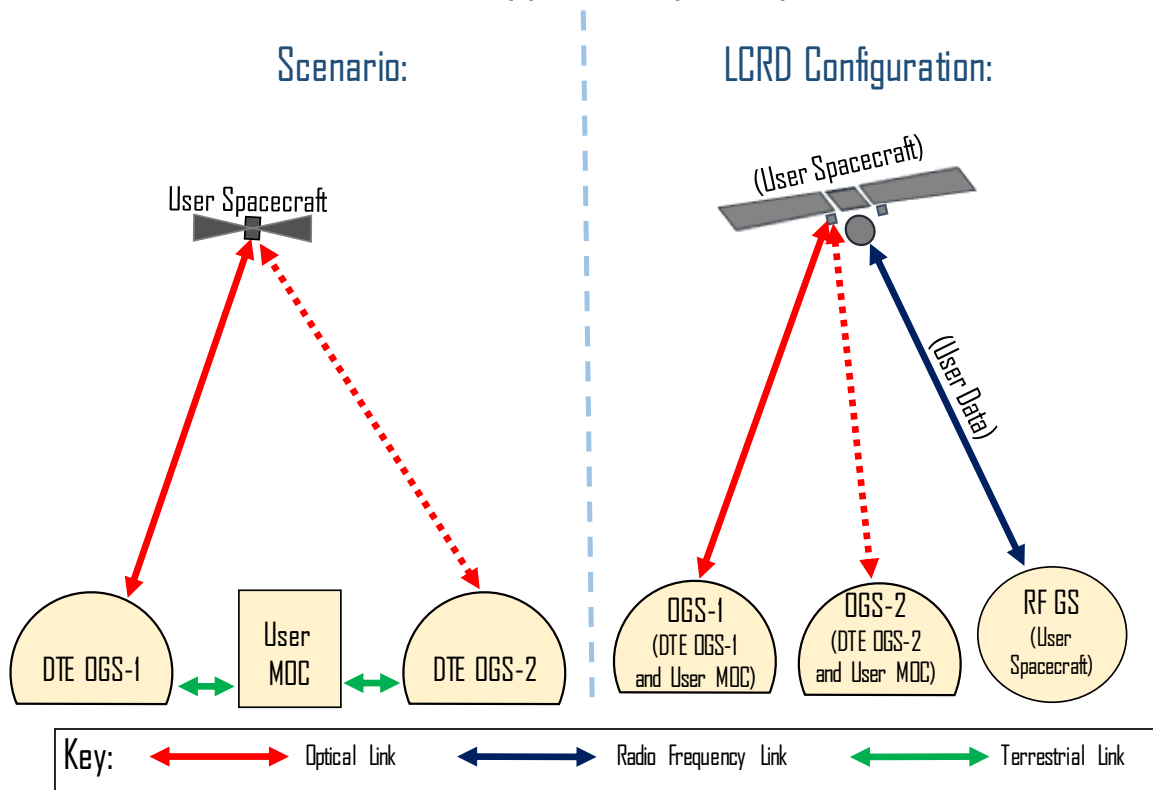 Scenario:
LCRD Configuration:
User Spacecraft
(User Spacecraft)
(User Data)
DTE OGS-1
User
MOC
DTE OGS-2
OGS-1
(DTE OGS-1
and User MOC)
OGS-2
(DTE OGS-2
and User MOC)
RF GS
(User
Spacecraft)
Key:
Optical Link
Radio Frequency Link
Terrestrial Link